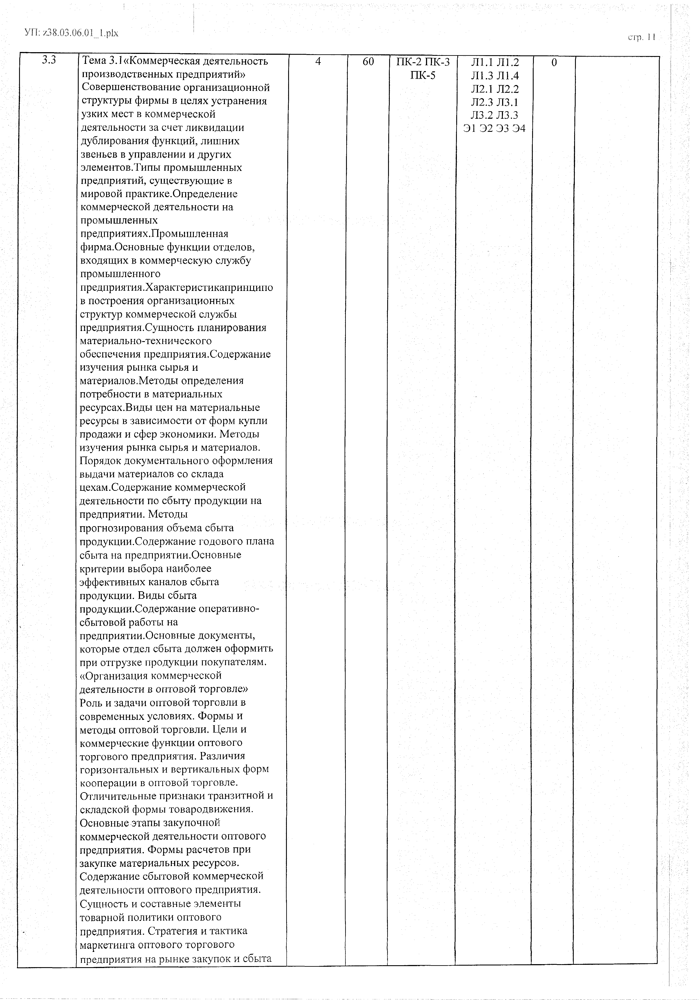 УП: z38.03.06.01_1.plx
стр. 11
3.3
Тема 3.1«Коммерческая деятельность
производственных предприятий»
Совершенствование организационной
структуры фирмы в целях устранения
узких мест в коммерческой
деятельности за счет ликвидации
дублирования функций, лишних
звеньев в управлении и других
элементов.Типы промышленных
предприятий, существующие в
мировой практике.Определение
коммерческой деятельности на
промышленных
предприятиях.Промышленная
фирма.Основные функции отделов,
входящих в коммерческую службу
промышленного
предприятия.Характеристикапринципо
в построения организационных
структур коммерческой службы
предприятия.Сущность планирования
материально-технического
обеспечения предприятия.Содержание
изучения рынка сырья и
материалов.Методы определения
потребности в материальных
ресурсах.Виды цен на материальные
ресурсы в зависимости от форм купли
продажи и сфер экономики. Методы
изучения рынка сырья и материалов.
Порядок документального оформления
выдачи материалов со склада
цехам.Содержание коммерческой
деятельности по сбыту продукции на
предприятии. Методы
прогнозирования объема сбыта
продукции.Содержание годового плана
сбыта на предприятии.Основные
критерии выбора наиболее
эффективных каналов сбыта
продукции. Виды сбыта
продукции.Содержание оперативно-
сбытовой работы на
предприятии.Основные документы,
которые отдел сбыта должен оформить
при отгрузке продукции покупателям.
«Организация коммерческой
деятельности в оптовой торговле»
Роль и задачи оптовой торговли в
современных условиях. Формы и
методы оптовой торговли. Цели и
коммерческие функции оптового
торгового предприятия. Различия
горизонтальных и вертикальных форм
кооперации в оптовой торговле.
Отличительные признаки транзитной и
складской формы товародвижения.
Основные этапы закупочной
коммерческой деятельности оптового
предприятия. Формы расчетов при
закупке материальных ресурсов.
Содержание сбытовой коммерческой
деятельности оптового предприятия.
Сущность и составные элементы
товарной политики оптового
предприятия. Стратегия и тактика
маркетинга оптового торгового
предприятия на рынке закупок и сбыта
4
60
ПК-2 ПК-3
ПК-5
Л1.1 Л1.2
Л1.3 Л1.4
Л2.1 Л2.2
Л2.3 Л3.1
Л3.2 Л3.3
Э1 Э2 Э3 Э4
0